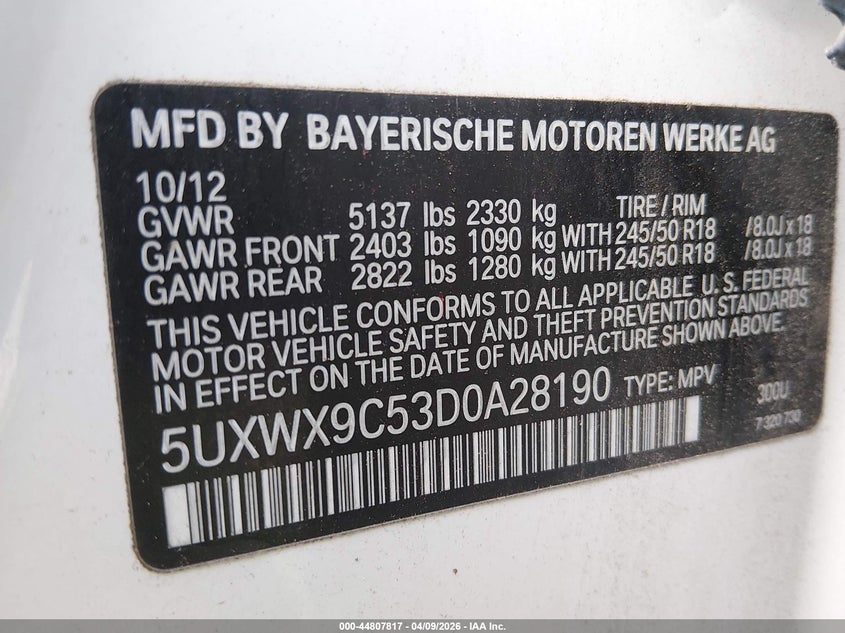 MFD BY BAYERISCHE MOTOREN WERKE AG
10/12 TIRE / RIM
GVWR 5137 lbs 2330 kg
GAWR FRONT 2403 lbs 1090 kg WITH 245/50 R18 /8.0J x 18
GAWR REAR 2822 lbs 1280 kg WITH 245/50 R18 /8.0J x 18
THIS VEHICLE CONFORMS TO ALL APPLICABLE U.S. FEDERAL
MOTOR VEHICLE SAFETY AND THEFT PREVENTION STANDARDS
IN EFFECT ON THE DATE OF MANUFACTURE SHOWN ABOVE.
5UXWX9C53D0A28190 TYPE: MPV 300U
7 320 730
000-44807817 | 04/09/2026 - IAA Inc.